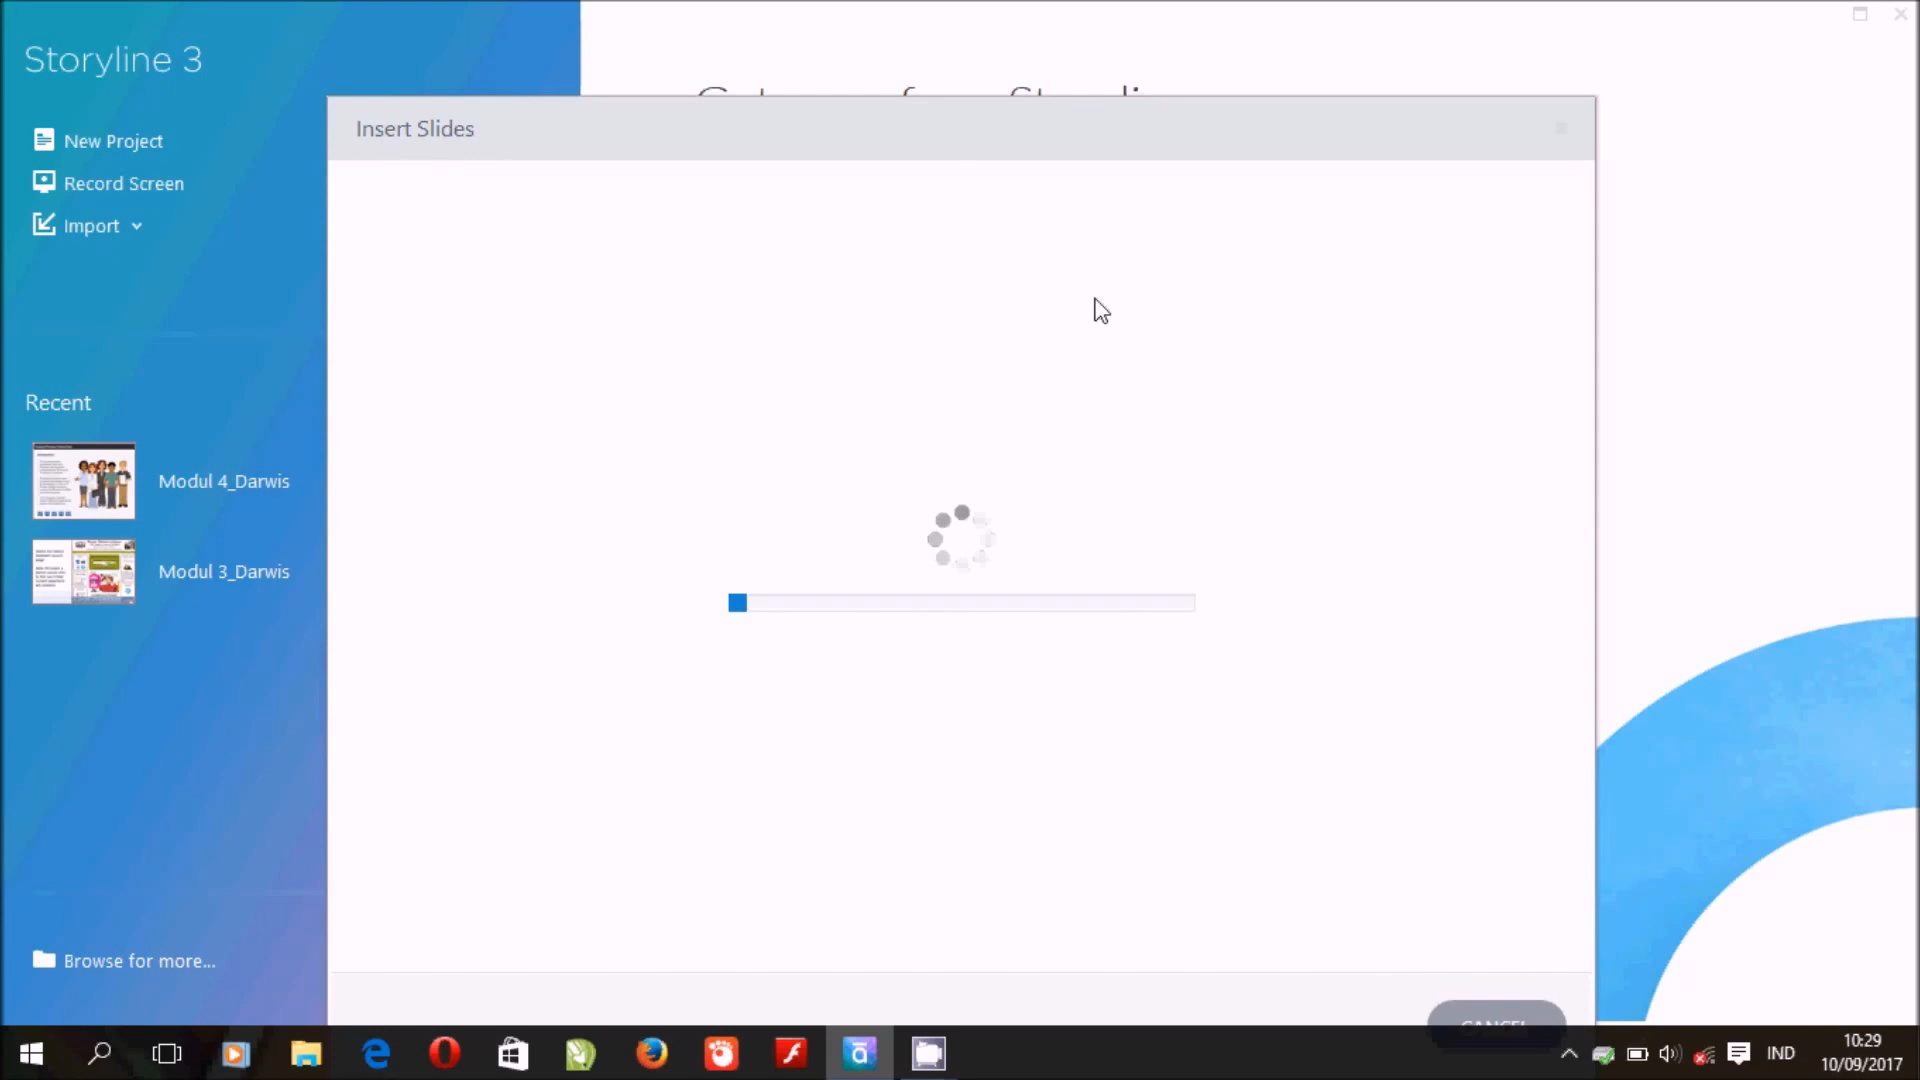 Storyline 3
New Project
Record Screen
Import
Insert Slides
Recent
Modul 4_Darwis
Modul 3_Darwis
Browse for more...
CANCEL
IND
10:29
10/09/2017